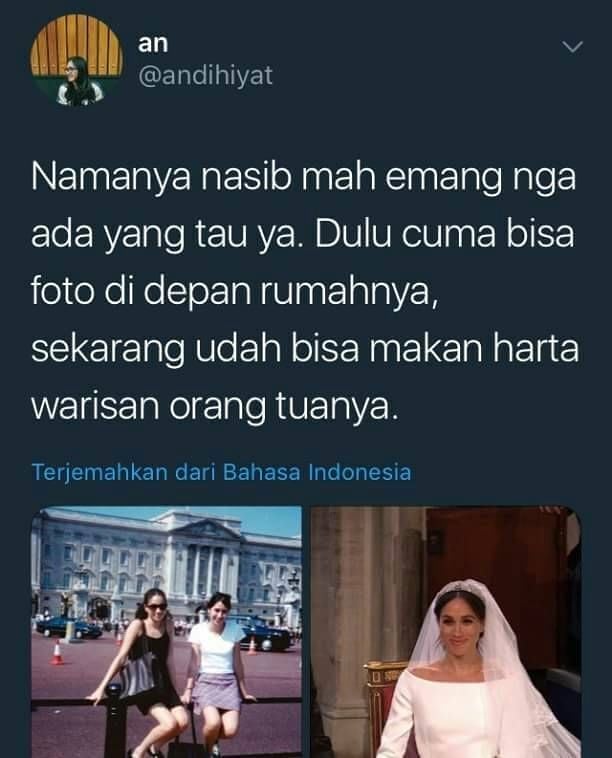 an
@andihiyat
Namanya nasib mah emang nga
ada yang tau ya. Dulu cuma bisa
foto di depan rumahnya,
sekarang udah bisa makan harta
warisan orang tuanya.
Terjemahkan dari Bahasa Indonesia